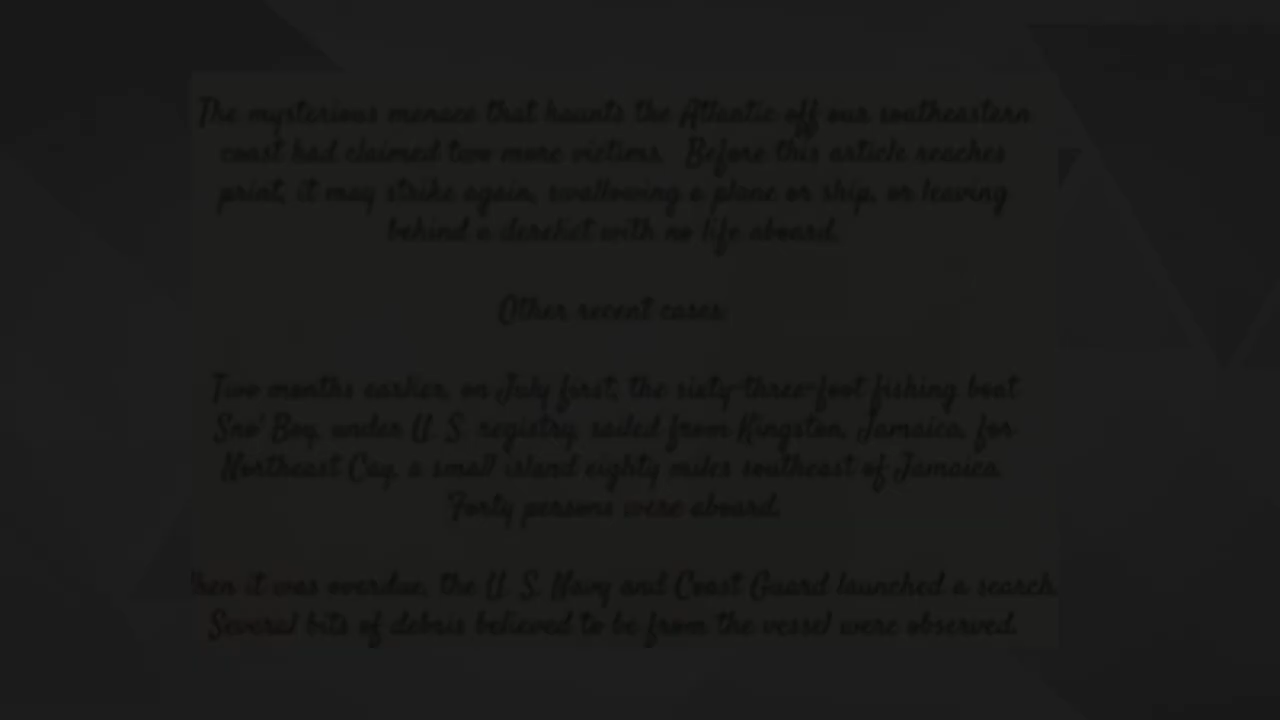 The mysterious menace that haunts the Atlantic off our southeastern
coast had claimed two more victims. Before this article reaches
print, it may strike again, swallowing a plane or ship, or leaving
behind a derelict with no life aboard.
Other recent cases
Two months earlier, on July first, the sixty-three-foot fishing boat
Sno' Boy, under U. S. registry, sailed from Kingston, Jamaica, for
Northeast Cay, a small island eighty miles southeast of Jamaica.
Forty persons were aboard.
hen it was overdue, the U. S. Navy and Coast Guard launched a search.
Several bits of debris believed to be from the vessel were observed.